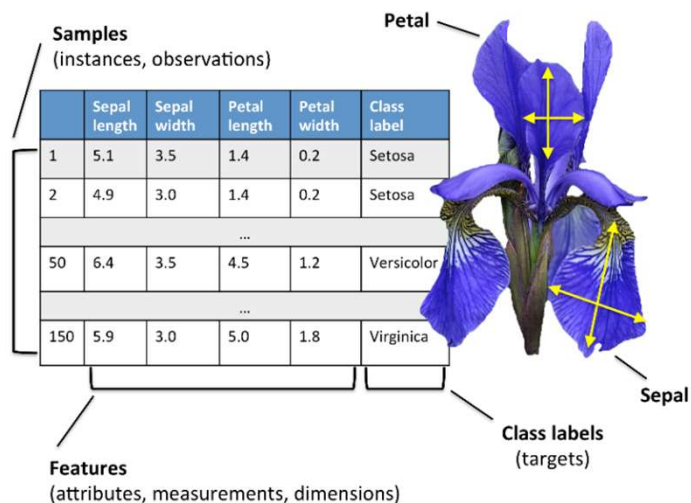 Samples
(instances, observations)
Petal
Sepal length Sepal width Petal length Petal width Class label
1 5.1 3.5 1.4 0.2 Setosa
2 4.9 3.0 1.4 0.2 Setosa
...
50 6.4 3.5 4.5 1.2 Versicolor
...
150 5.9 3.0 5.0 1.8 Virginica
Sepal
Class labels
(targets)
Features
(attributes, measurements, dimensions)